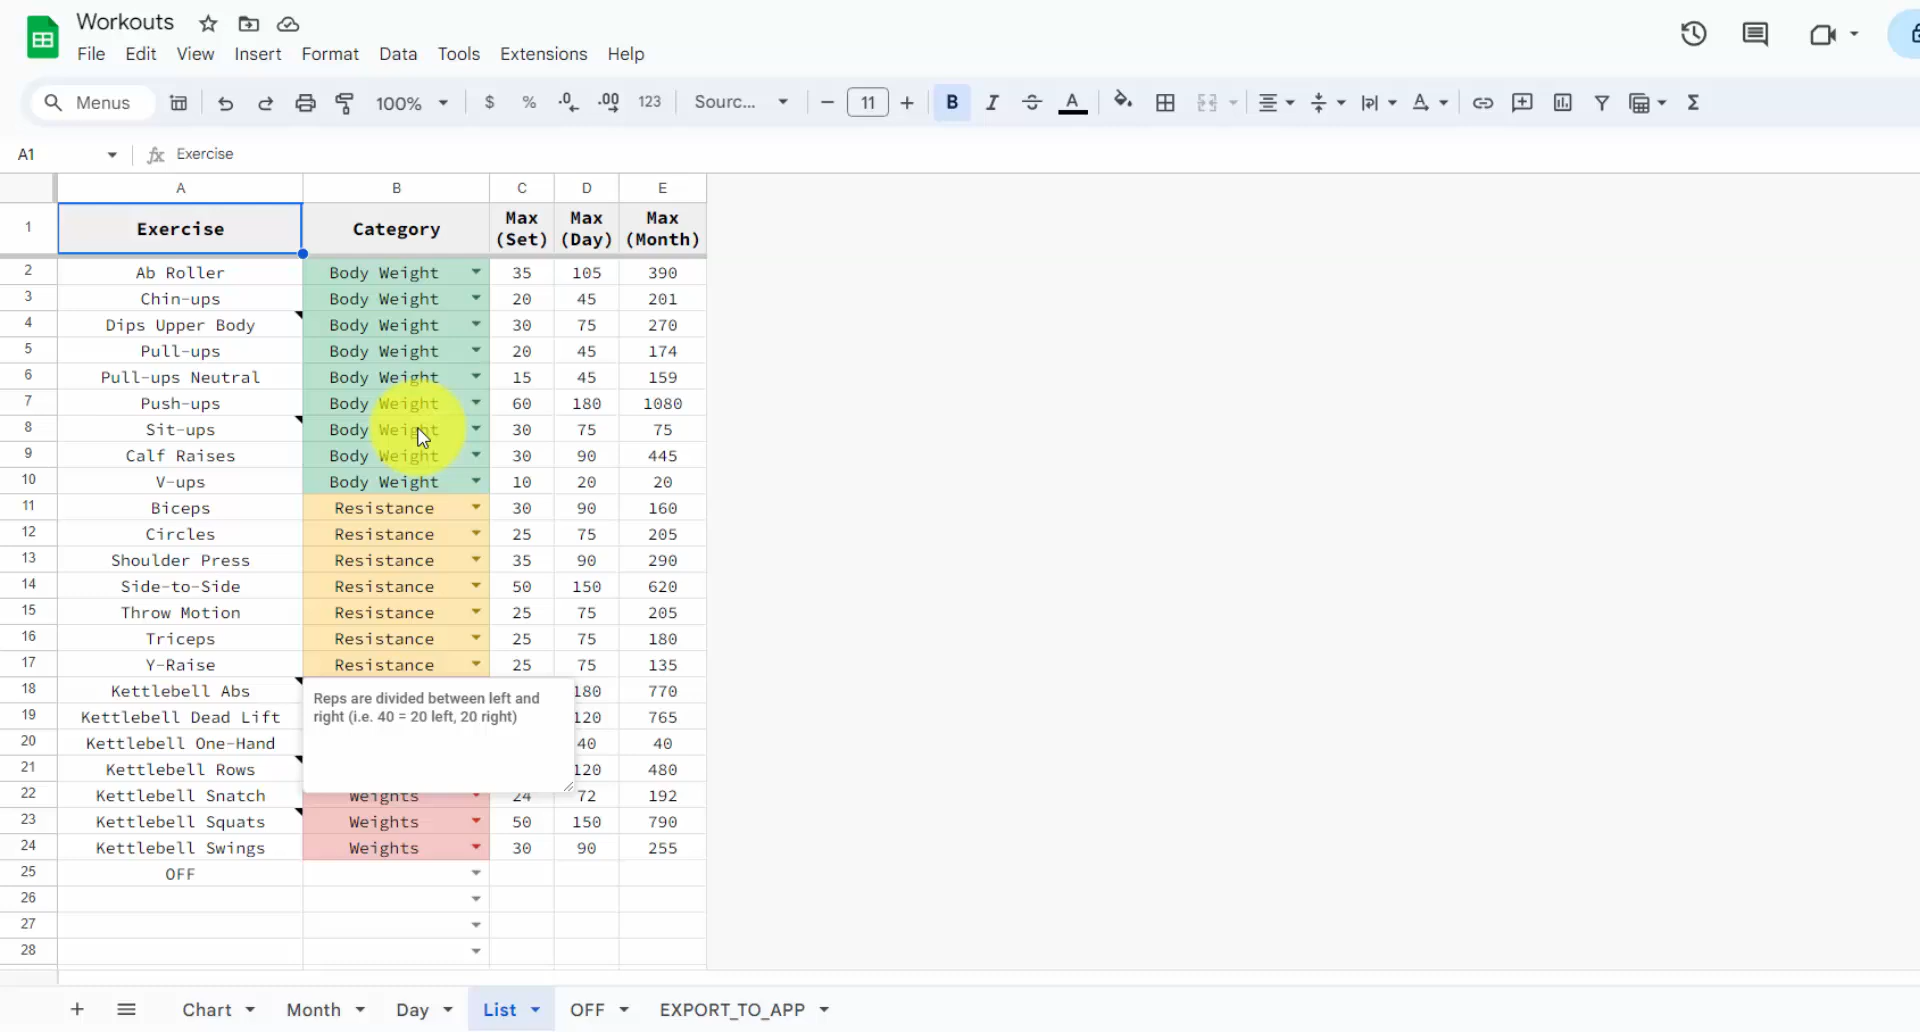 Workouts
File Edit View Insert Format Data Tools Extensions Help
Menus 100% $ % .0 .00 123 Sourc... 11 B I A
A1 fx Exercise
A B C D E
1 Exercise Category Max (Set) Max (Day) Max (Month)
2 Ab Roller Body Weight 35 105 390
3 Chin-ups Body Weight 20 45 201
4 Dips Upper Body Body Weight 30 75 270
5 Pull-ups Body Weight 20 45 174
6 Pull-ups Neutral Body Weight 15 45 159
7 Push-ups Body Weight 60 180 1080
8 Sit-ups Body Weight 30 75 75
9 Calf Raises Body Weight 30 90 445
10 V-ups Body Weight 10 20 20
11 Biceps Resistance 30 90 160
12 Circles Resistance 25 75 205
13 Shoulder Press Resistance 35 90 290
14 Side-to-Side Resistance 50 150 620
15 Throw Motion Resistance 25 75 205
16 Triceps Resistance 25 75 180
17 Y-Raise Resistance 25 75 135
18 Kettlebell Abs 180 770
Reps are divided between left and
right (i.e. 40 = 20 left, 20 right)
19 Kettlebell Dead Lift 120 765
20 Kettlebell One-Hand 40 40
21 Kettlebell Rows 120 480
22 Kettlebell Snatch Weights 24 72 192
23 Kettlebell Squats Weights 50 150 790
24 Kettlebell Swings Weights 30 90 255
25 OFF
26
27
28
+ Chart Month Day List OFF EXPORT_TO_APP